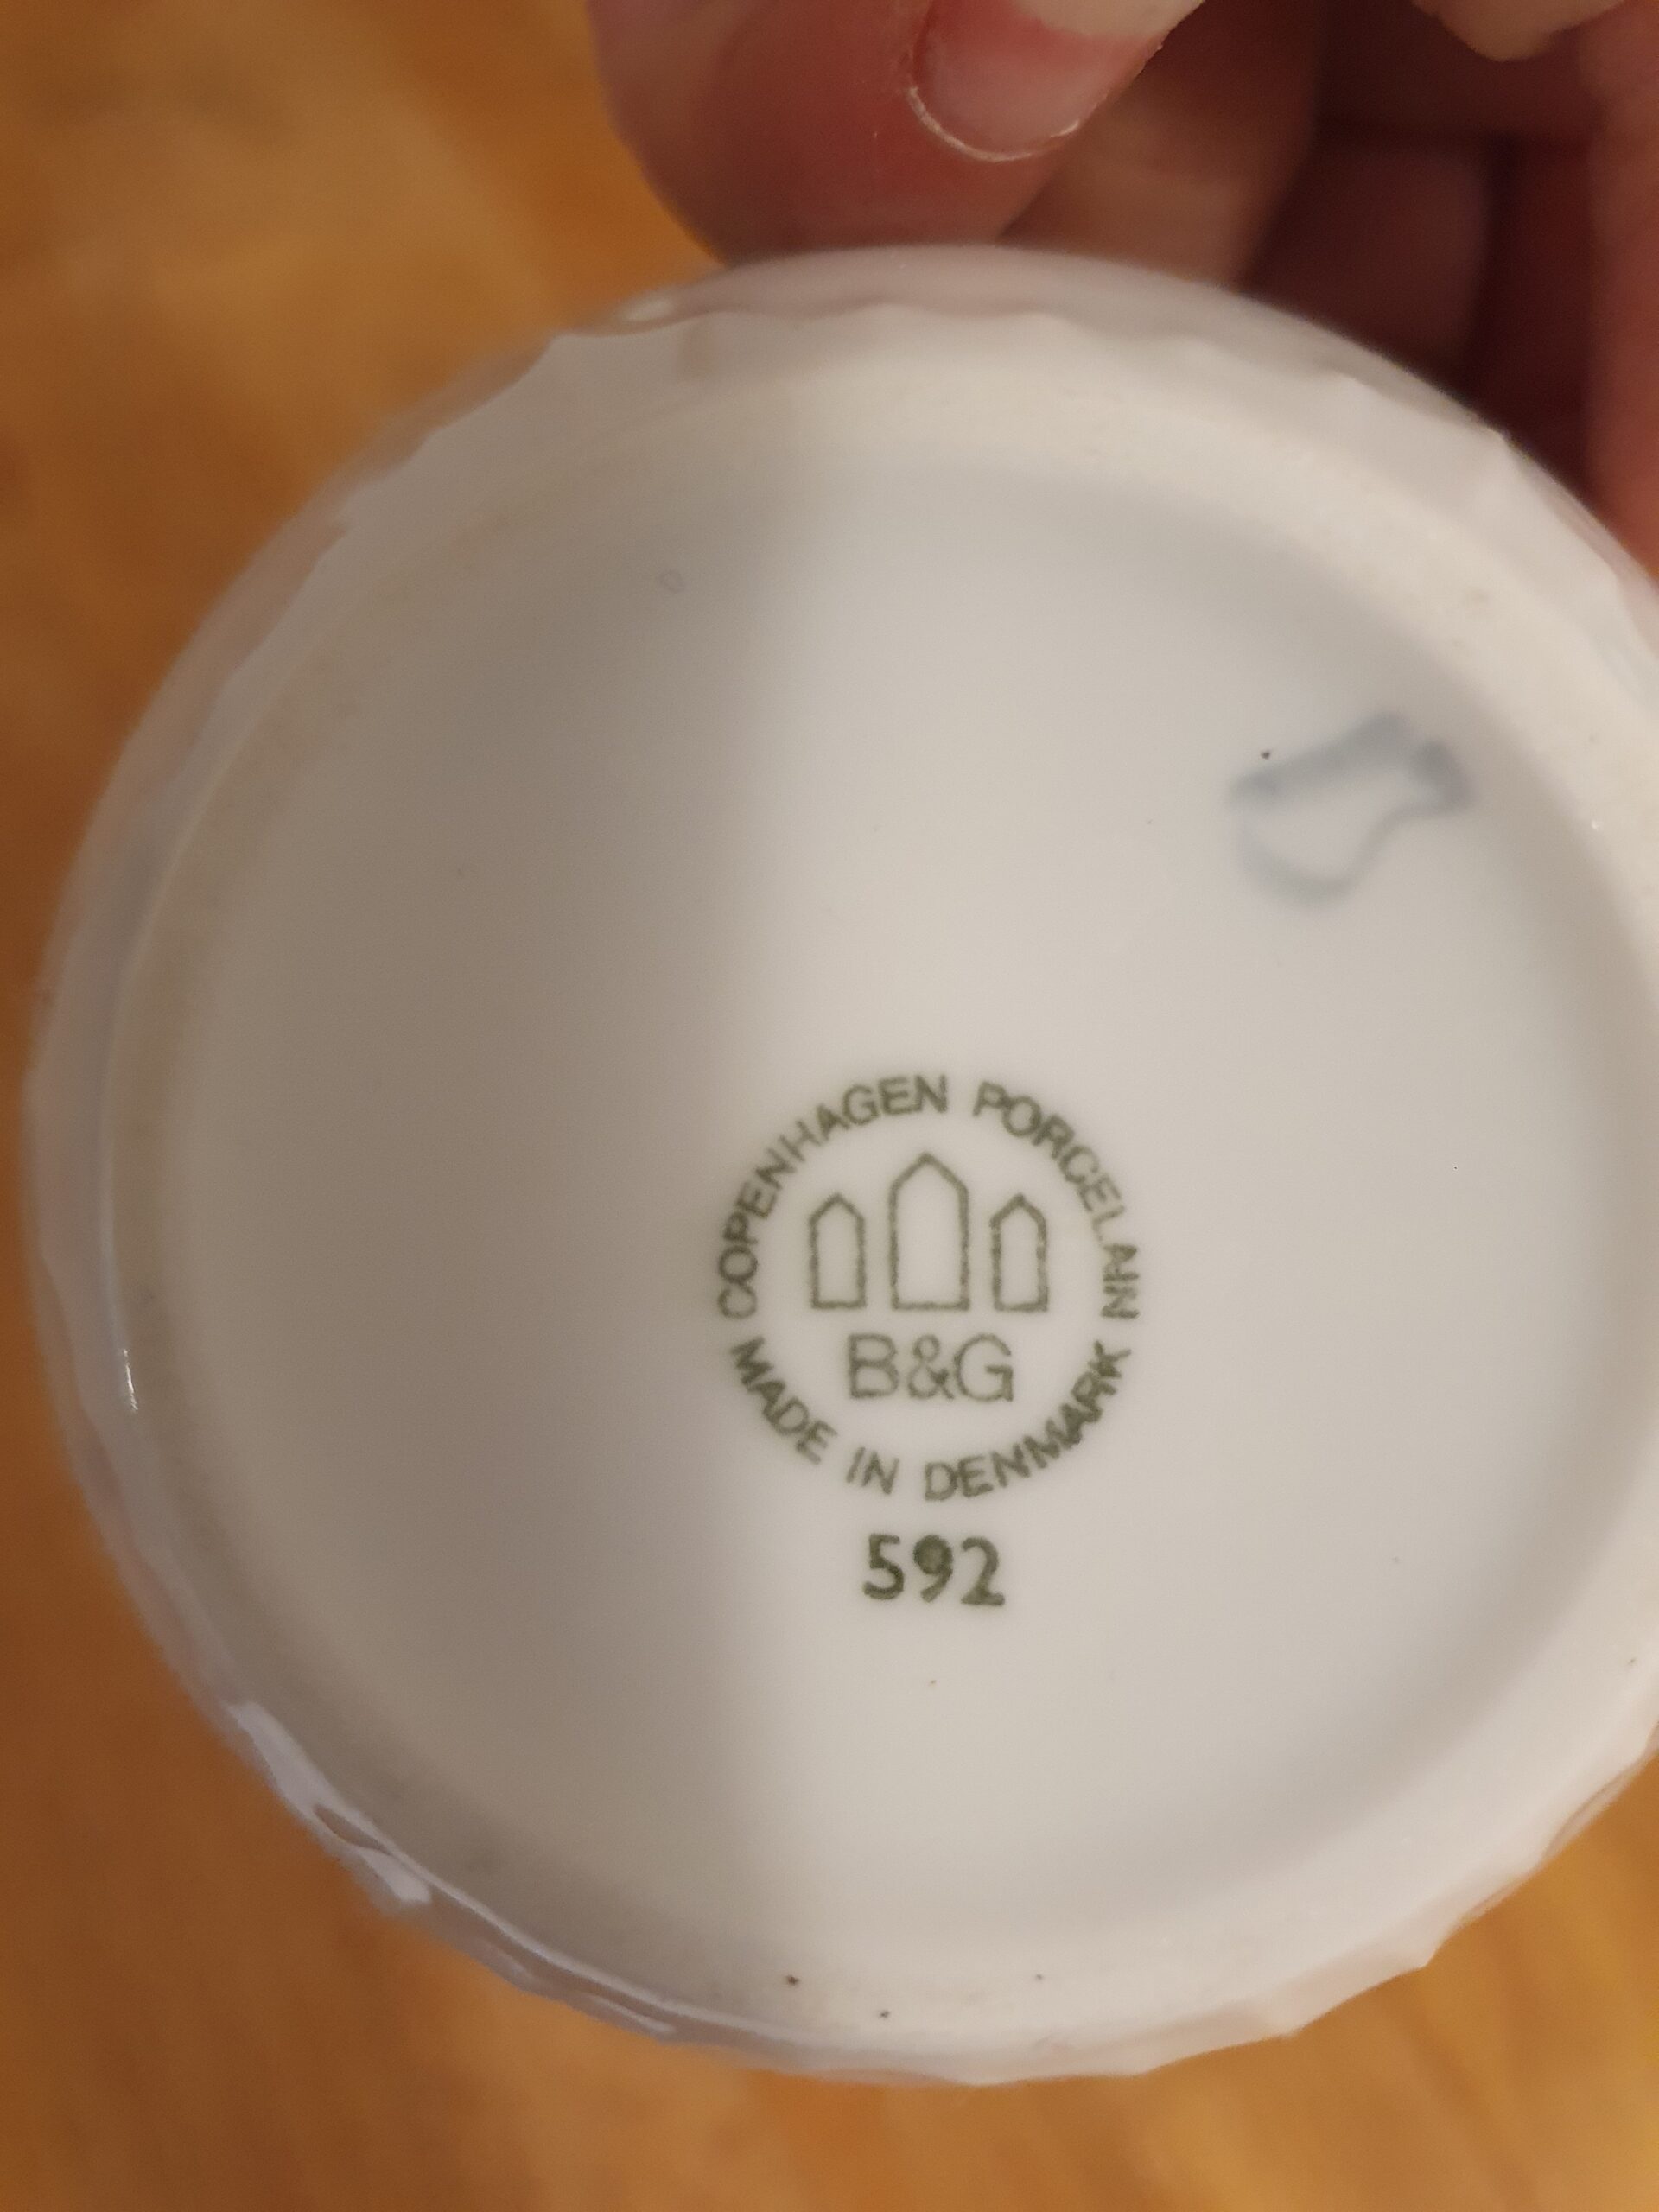 COPENHAGEN PORCELAIN
B&G
MADE IN DENMARK
592